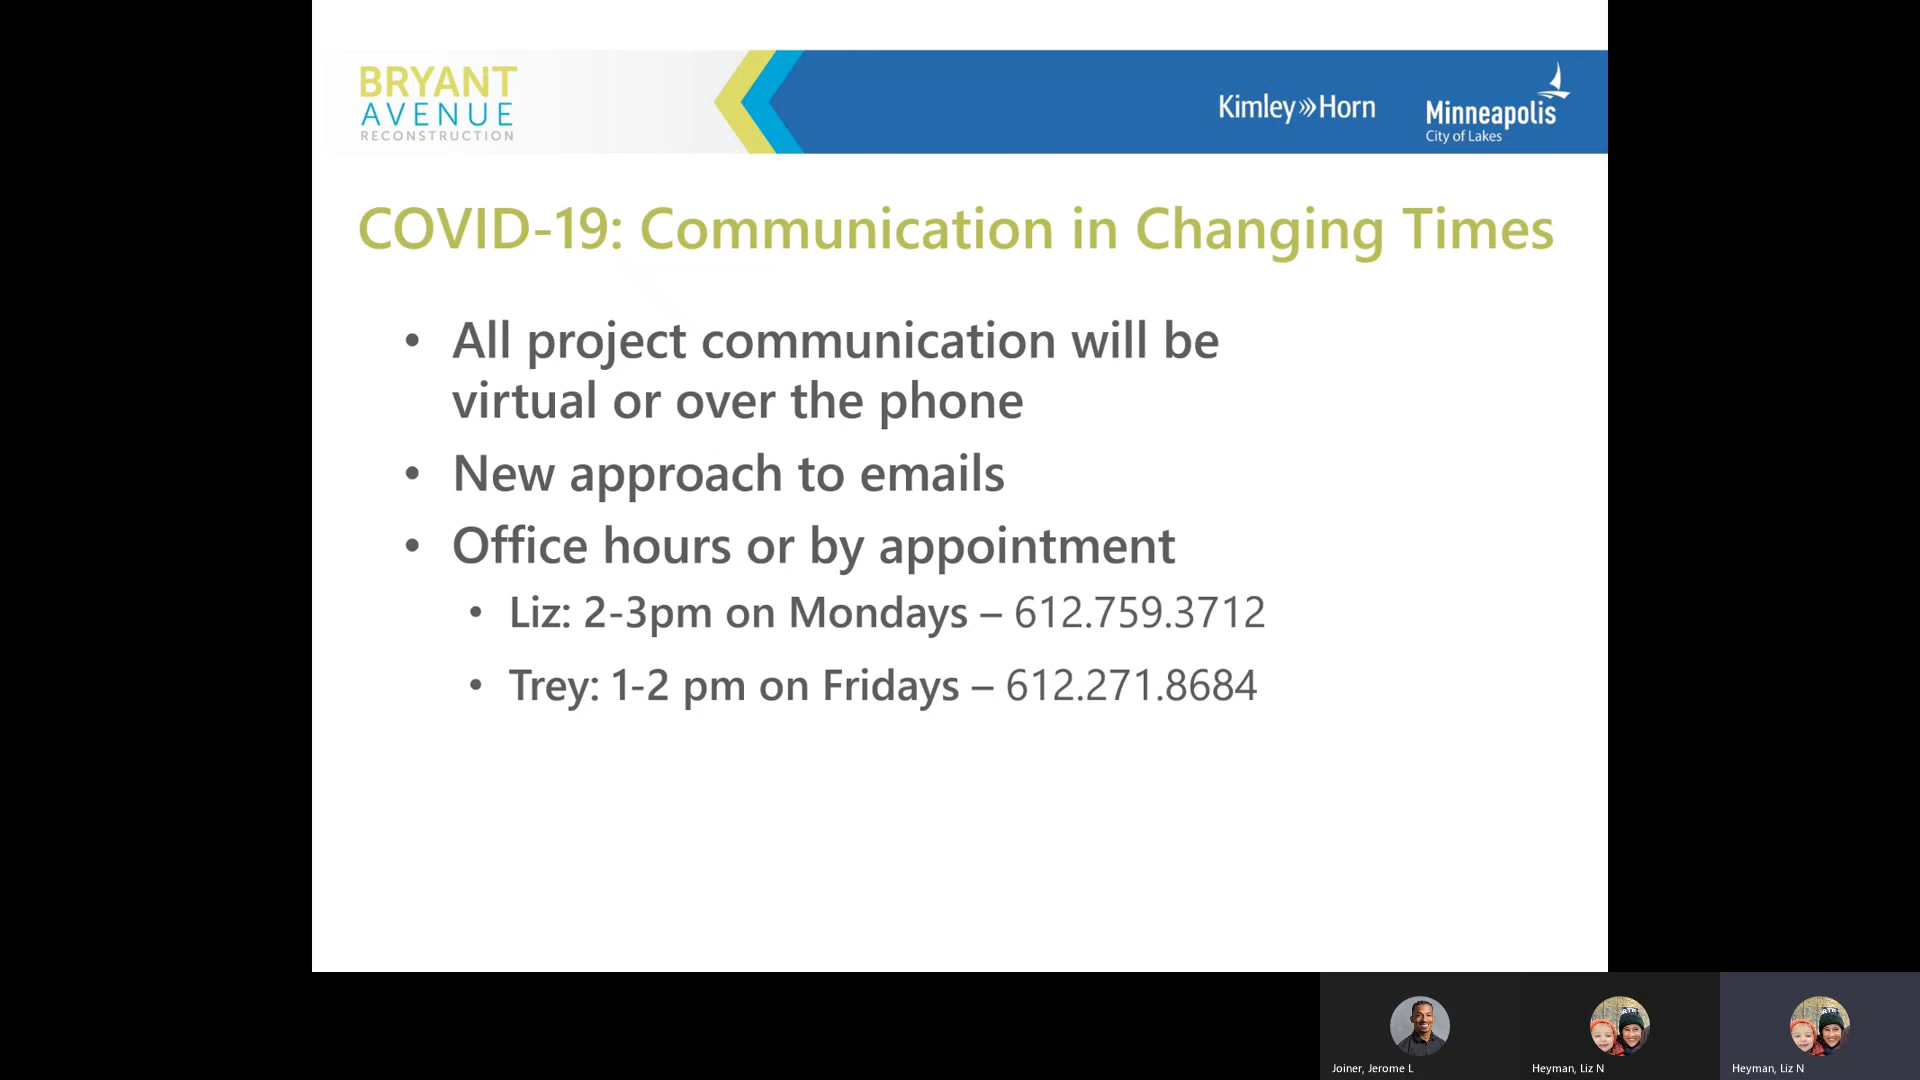 BRYANT
AVENUE
RECONSTRUCTION
Kimley»Horn
Minneapolis
City of Lakes
COVID-19: Communication in Changing Times
• All project communication will be
virtual or over the phone
• New approach to emails
• Office hours or by appointment
• Liz: 2-3pm on Mondays – 612.759.3712
• Trey: 1-2 pm on Fridays – 612.271.8684
Joiner, Jerome L
Heyman, Liz N
Heyman, Liz N